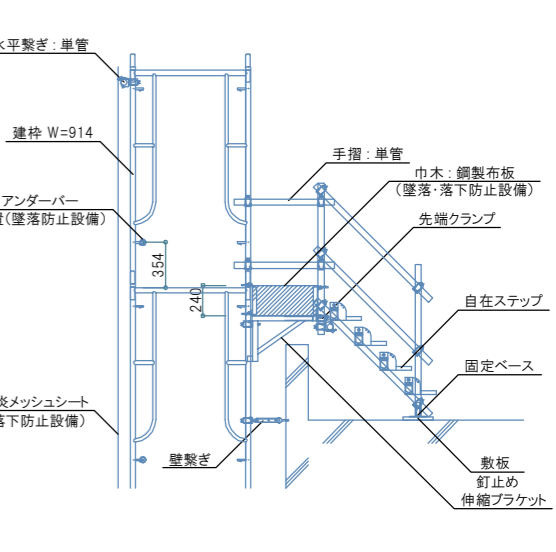 水平繋ぎ：単管
建枠 W=914
アンダーバー
(墜落防止設備)
手摺：単管
巾木：鋼製布板
(墜落・落下防止設備)
先端クランプ
354
240
自在ステップ
固定ベース
炎メッシュシート
落下防止設備)
壁繋ぎ
敷板
釘止め
伸縮ブラケット